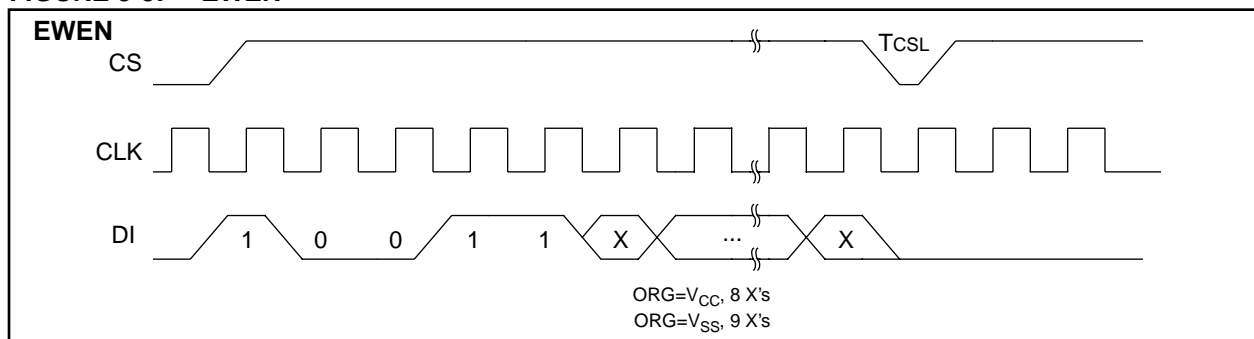 EWEN
CS
TCSL
CLK
DI
1 0 0 1 1 X ... X
ORG=VCC, 8 X's
ORG=VSS, 9 X's